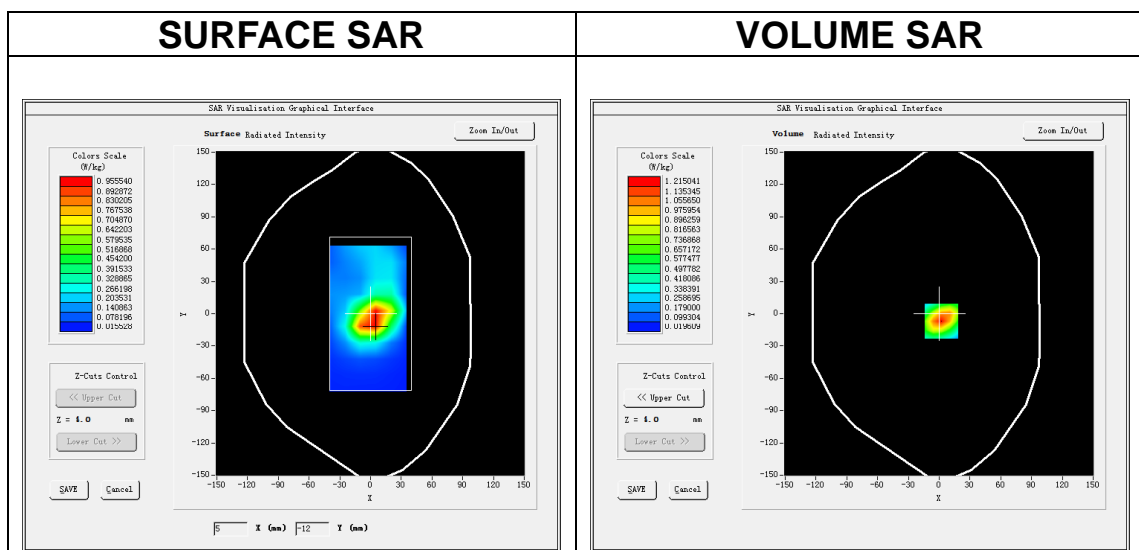 SURFACE SAR
VOLUME SAR
SAR Visualisation Graphical Interface
Surface Radiated Intensity
Zoom In/Out
Colors Scale
(W/kg)
0.955540
0.892872
0.830205
0.767538
0.704870
0.642203
0.579535
0.516868
0.454200
0.391533
0.328865
0.266198
0.203531
0.140863
0.078196
0.015528
Z-Cuts Control
<< Upper Cut
Z = 4.0 mm
Lower Cut >>
SAVE Cancel
150
120
90
60
30
0
-30
-60
-90
-120
-150
Y
-150 -120 -90 -60 -30 0 30 60 90 120 150
X
5 X (mm) -12 Y (mm)
SAR Visualisation Graphical Interface
Volume Radiated Intensity
Zoom In/Out
Colors Scale
(W/kg)
1.215041
1.135345
1.055650
0.975954
0.896259
0.816563
0.736868
0.657172
0.577477
0.497782
0.418086
0.338391
0.258695
0.179000
0.099304
0.019609
Z-Cuts Control
<< Upper Cut
Z = 4.0 mm
Lower Cut >>
SAVE Cancel
150
120
90
60
30
0
-30
-60
-90
-120
-150
Y
-150 -120 -90 -60 -30 0 30 60 90 120 150
X